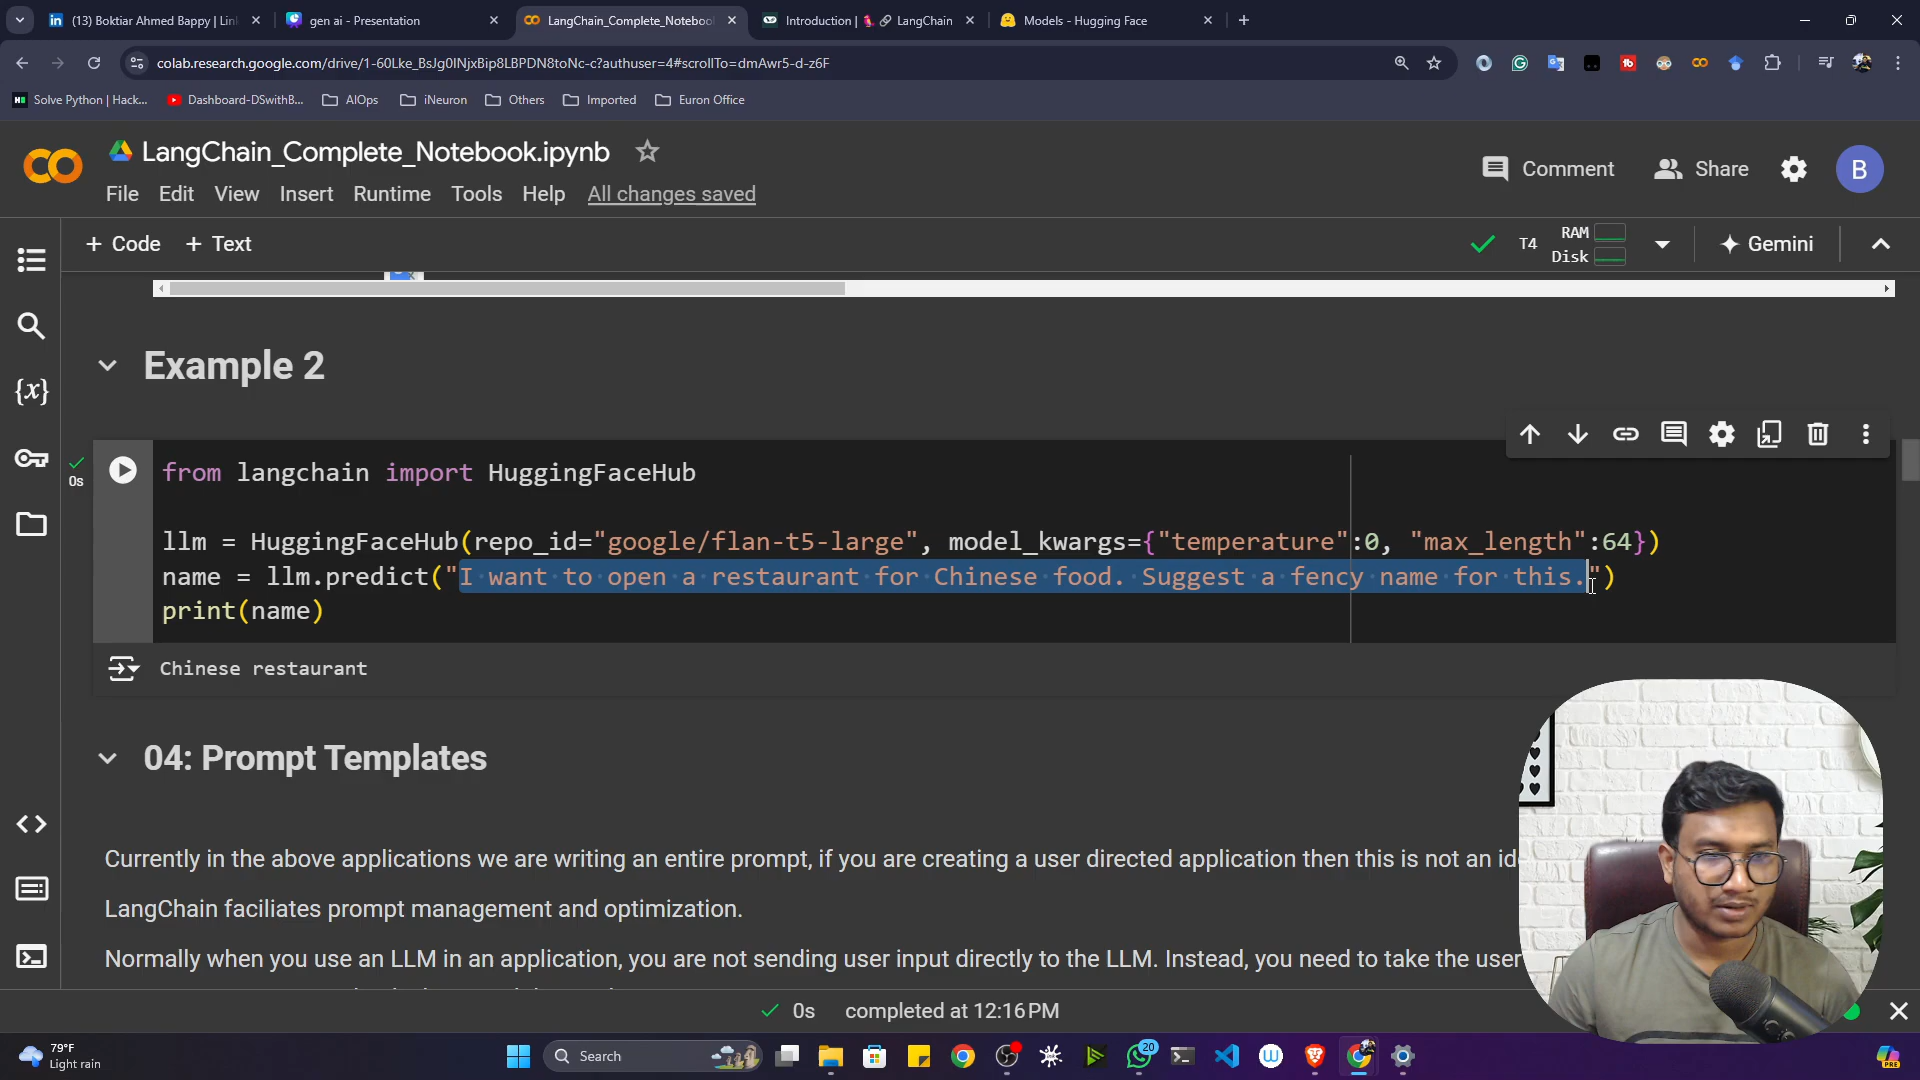 (13) Boktiar Ahmed Bappy | Lin
gen ai - Presentation
LangChain_Complete_Notebo
Introduction | LangChain
Models - Hugging Face
colab.research.google.com/drive/1-60Lke_BsJg0INjxBip8LBPDN8toNc-c?authuser=4#scrollTo=dmAwr5-d-z6F
Solve Python | Hack...
Dashboard-DSwithB...
AIOps
iNeuron
Others
Imported
Euron Office
LangChain_Complete_Notebook.ipynb
Comment
Share
B
File Edit View Insert Runtime Tools Help All changes saved
+ Code + Text
T4
RAM
Disk
Gemini
Example 2
0s
from langchain import HuggingFaceHub
llm = HuggingFaceHub(repo_id="google/flan-t5-large", model_kwargs={"temperature":0, "max_length":64})
name = llm.predict("I want to open a restaurant for Chinese food. Suggest a fency name for this.")
print(name)
Chinese restaurant
04: Prompt Templates
Currently in the above applications we are writing an entire prompt, if you are creating a user directed application then this is not an
LangChain faciliates prompt management and optimization.
Normally when you use an LLM in an application, you are not sending user input directly to the LLM. Instead, you need to take the user
0s completed at 12:16 PM
79°F
Light rain
Search
20
PRE